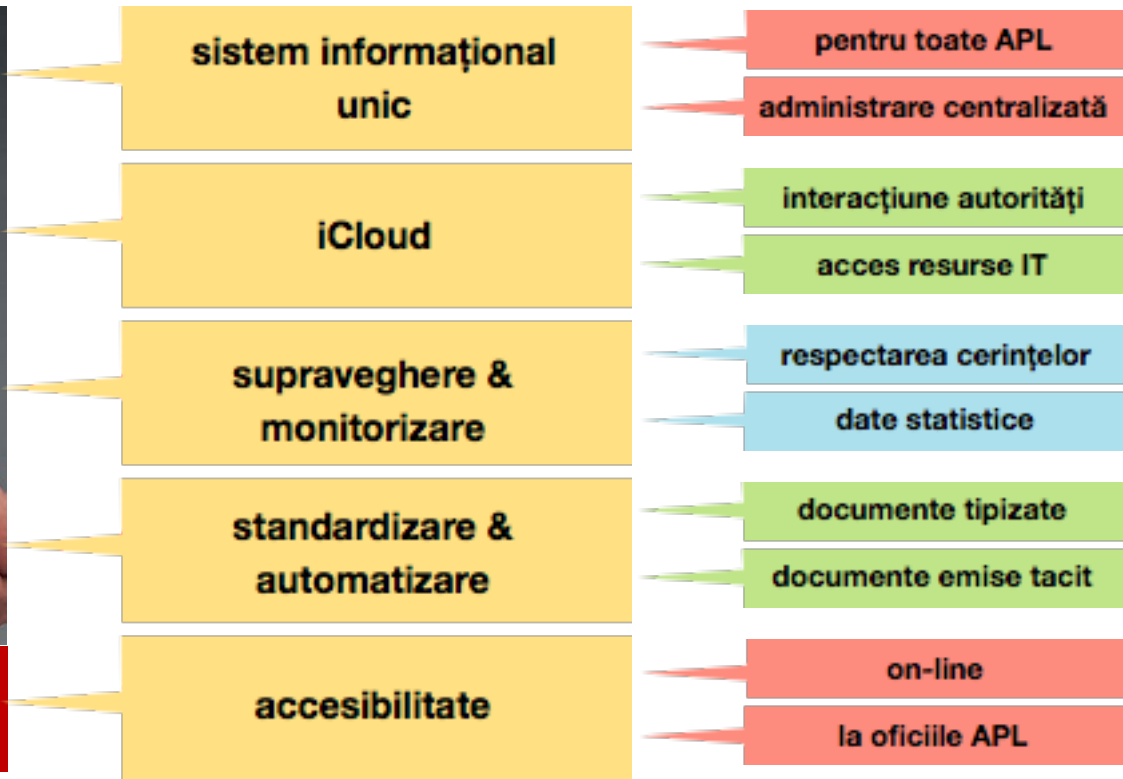 sistem informațional
unic
pentru toate APL
administrare centralizată
iCloud
interacțiune autorități
acces resurse IT
supraveghere &
monitorizare
respectarea cerințelor
date statistice
standardizare &
automatizare
documente tipizate
documente emise tacit
accesibilitate
on-line
la oficiile APL